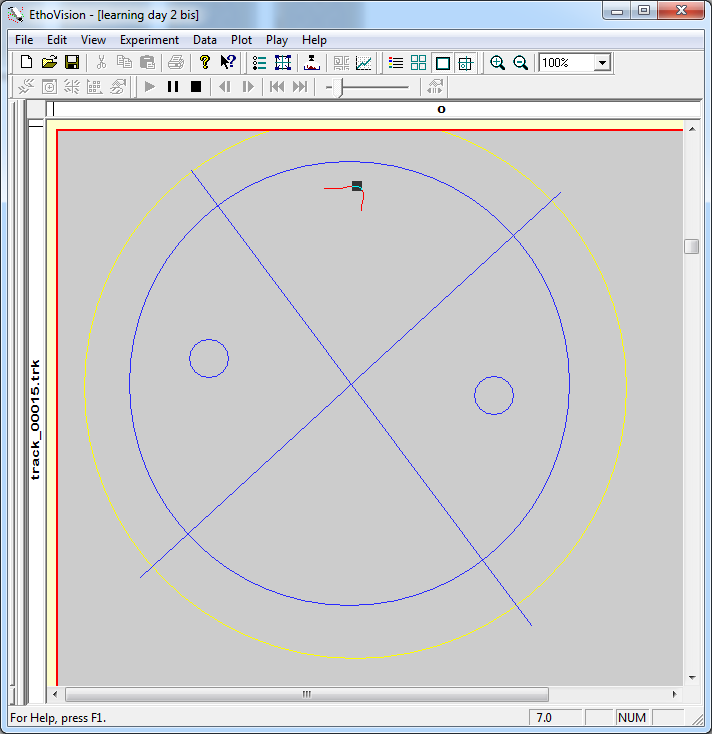 EthoVision - [learning day 2 bis]
File Edit View Experiment Data Plot Play Help
100%
O
track_00015.trk
For Help, press F1.
7.0
NUM